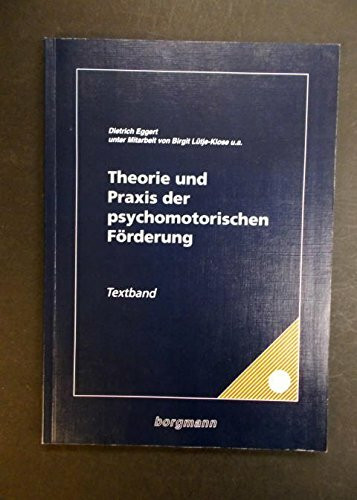 Dietrich Eggert
unter Mitarbeit von Birgit Lütje-Klose u.a.
Theorie und
Praxis der
psychomotorischen
Förderung
Textband
borgmann